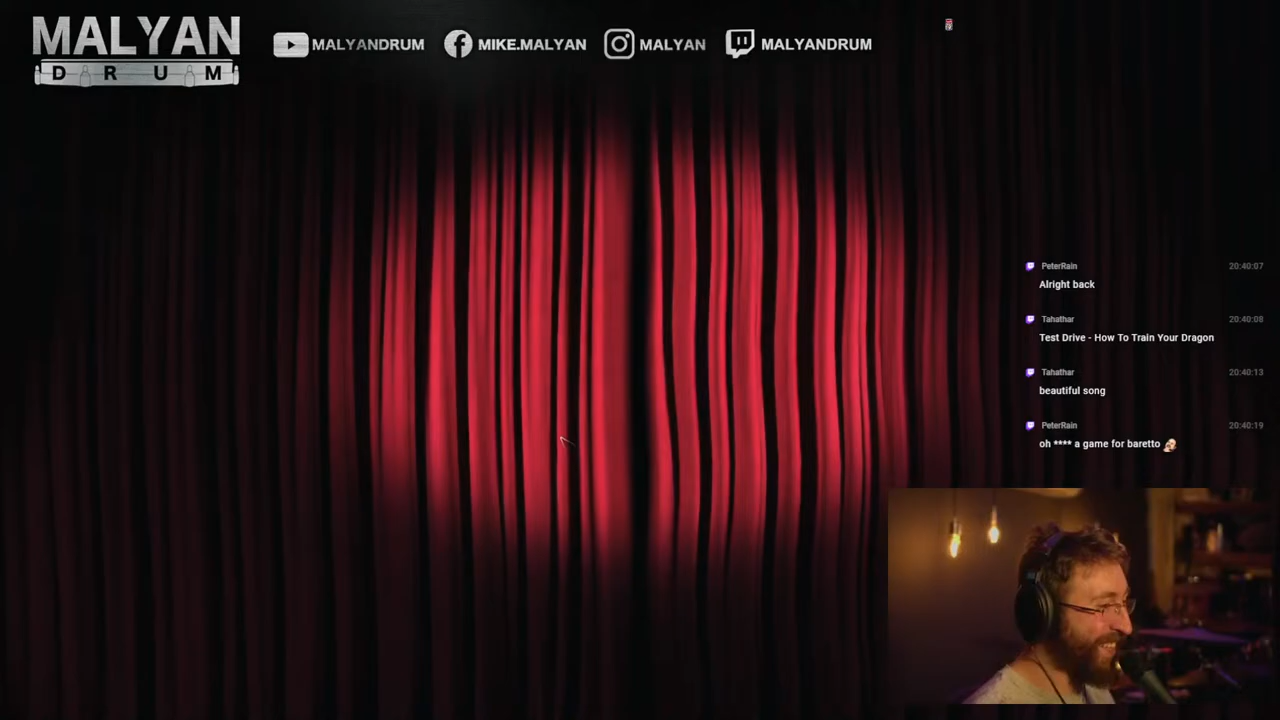 MALYAN
DRUM
MALYANDRUM
MIKE.MALYAN
MALYAN
MALYANDRUM
PeterRain 20:40:07
Alright back
Tahathar 20:40:08
Test Drive - How To Train Your Dragon
Tahathar 20:40:13
beautiful song
PeterRain 20:40:19
oh **** a game for baretto